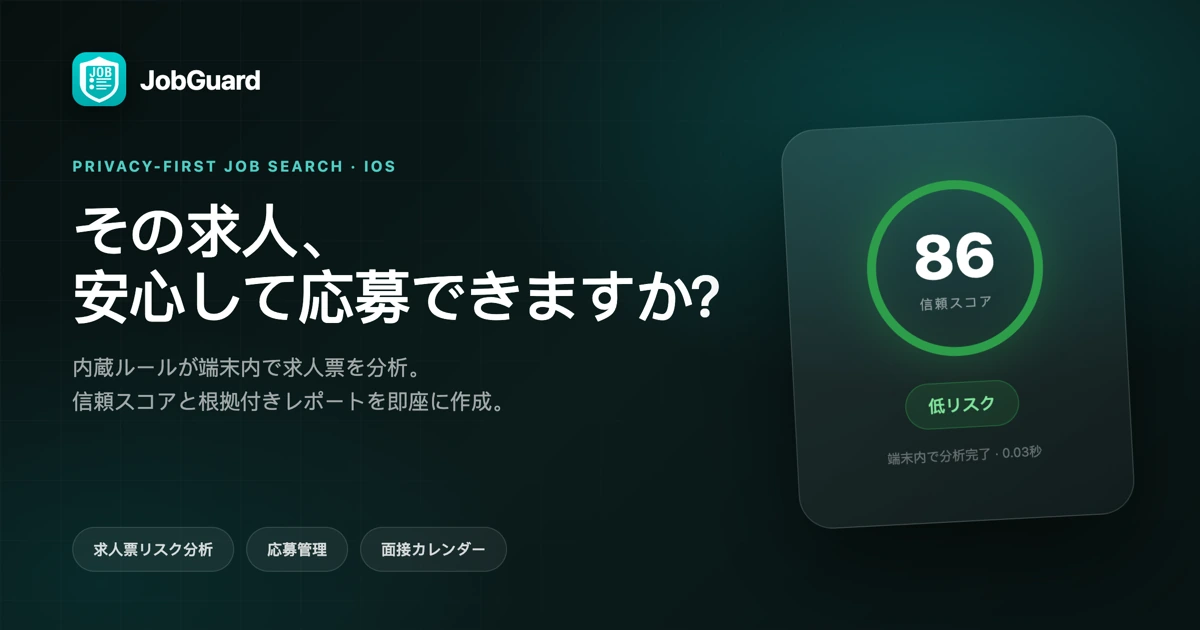 JOB
JobGuard
PRIVACY-FIRST JOB SEARCH · IOS
その求人、
安心して応募できますか?
内蔵ルールが端末内で求人票を分析。
信頼スコアと根拠付きレポートを即座に作成。
求人票リスク分析
応募管理
面接カレンダー
86
信頼スコア
低リスク
端末内で分析完了 · 0.03秒